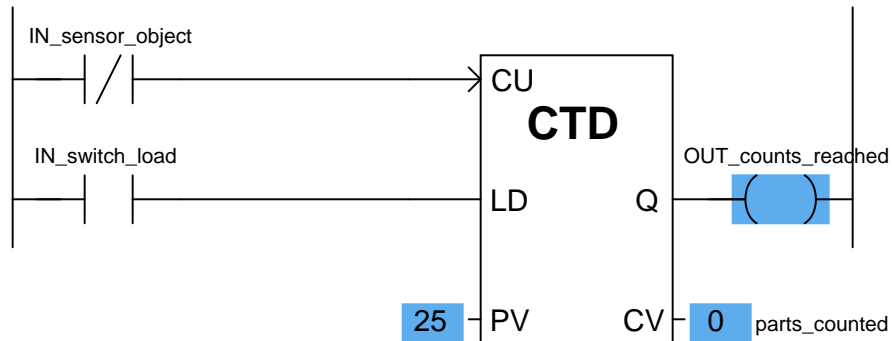 IN_sensor_object
CU
CTD
IN_switch_load
OUT_counts_reached
LD
Q
25
PV
CV
0
parts_counted